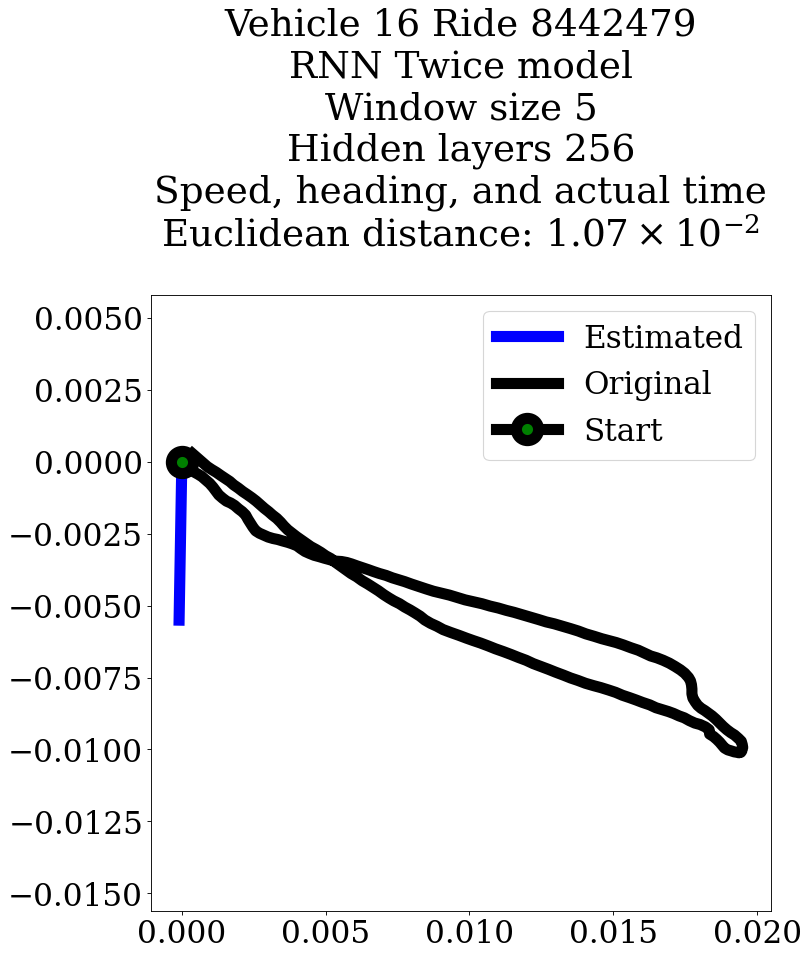 Vehicle 16 Ride 8442479
RNN Twice model
Window size 5
Hidden layers 256
Speed, heading, and actual time
Euclidean distance: 1.07 × 10⁻²
Estimated
Original
Start
0.0050
0.0025
0.0000
−0.0025
−0.0050
−0.0075
−0.0100
−0.0125
−0.0150
0.000 0.005 0.010 0.015 0.020